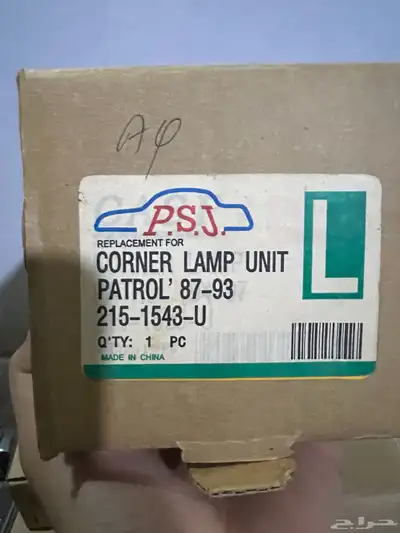 P.S.J.
REPLACEMENT FOR
CORNER LAMP UNIT
PATROL' 87-93
215-1543-U
Q'TY: 1 PC
MADE IN CHINA
L
حراج